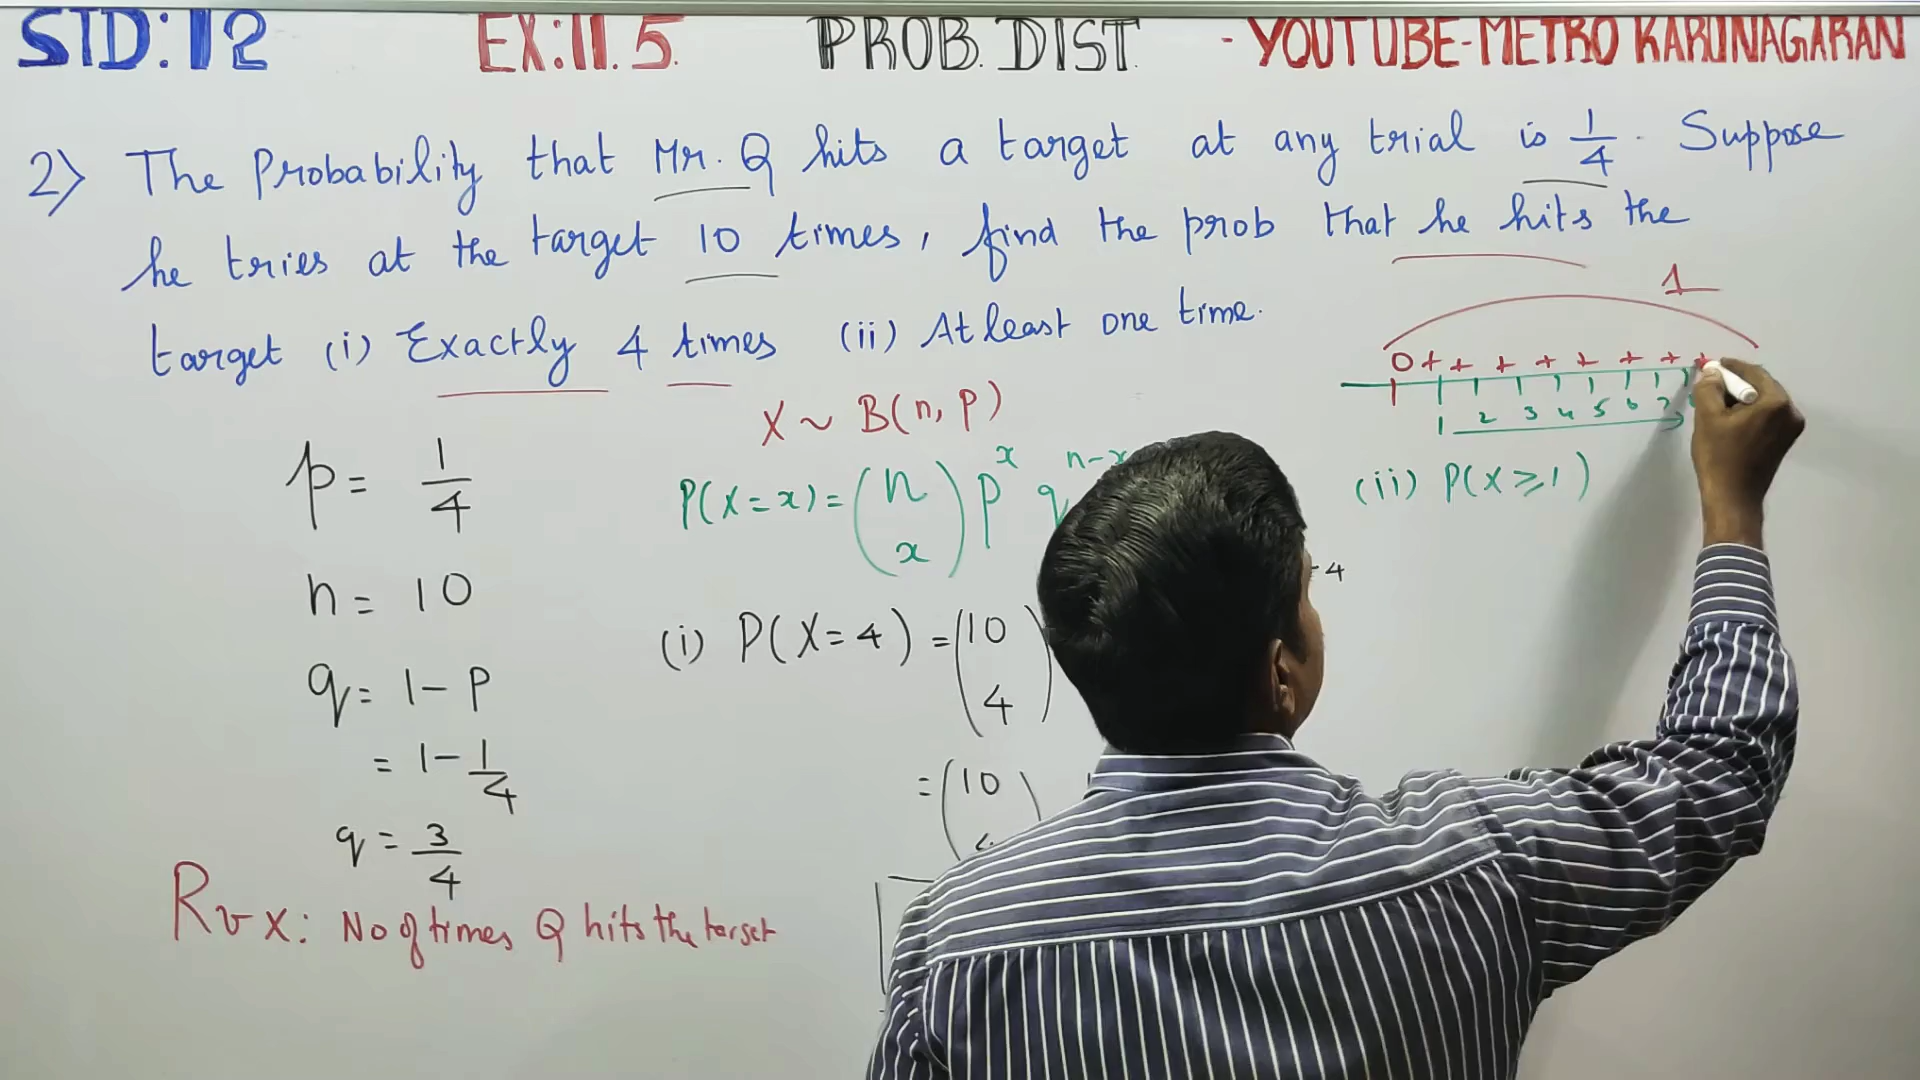 STD:12 EX:11.5. PROB. DIST. - YOUTUBE-METRO KARUNAGARAN
2) The Probability that Mr. Q hits a target at any trial is 1/4. Suppose
he tries at the target 10 times, find the prob that he hits the
target (i) Exactly 4 times (ii) Atleast one time.
1
0 + + + + + + + +
1 2 3 4 5 6 7
X ~ B(n, p)
p = 1/4
P(X=x) = (n x) p^x q^n-x
(ii) P(X ≥ 1)
-4
n = 10
(i) P(X=4) = (10 4)
q = 1 - p
= 1 - 1/4
= (10
q = 3/4
Rv X: No of times Q hits the target